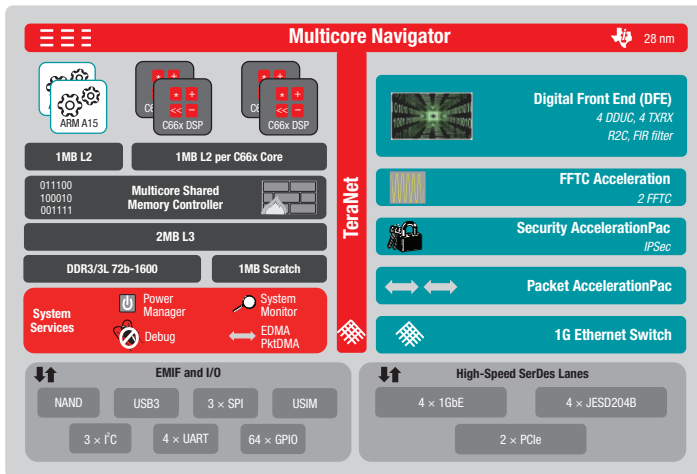 Multicore Navigator
28 nm
ARM A15
C66x DSP
C66x DSP
1MB L2
1MB L2 per C66x Core
011100
100010
001111
Multicore Shared
Memory Controller
2MB L3
DDR3/3L 72b-1600
1MB Scratch
System
Services
Power
Manager
System
Monitor
Debug
EDMA
PktDMA
TeraNet
Digital Front End (DFE)
4 DDUC, 4 TXRX
R2C, FIR filter
FFTC Acceleration
2 FFTC
Security AccelerationPac
IPSec
Packet AccelerationPac
1G Ethernet Switch
EMIF and I/O
NAND
USB3
3 × SPI
USIM
3 × I²C
4 × UART
64 × GPIO
High-Speed SerDes Lanes
4 × 1GbE
4 × JESD204B
2 × PCIe